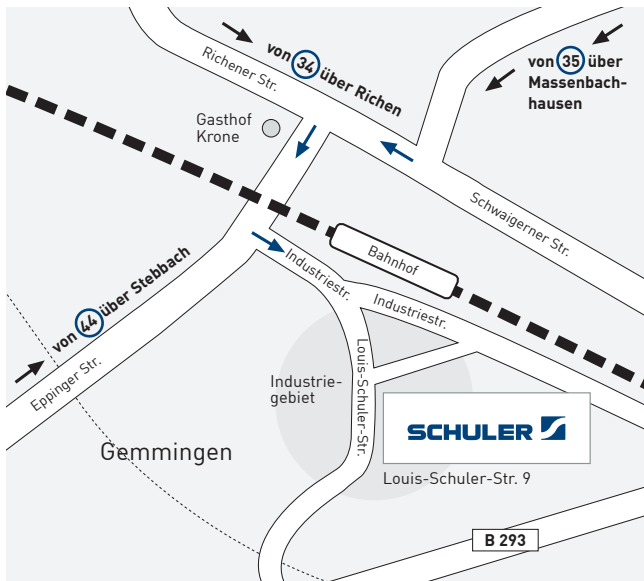 Richener Str.
von 34 über Richen
von 35 über
Massenbach-
hausen
Gasthof
Krone
Schwaigerner Str.
Bahnhof
Industriestr.
Industriestr.
von 44 über Stebbach
Eppinger Str.
Louis-Schuler-Str.
Industrie-
gebiet
SCHULER
Gemmingen
Louis-Schuler-Str. 9
B 293